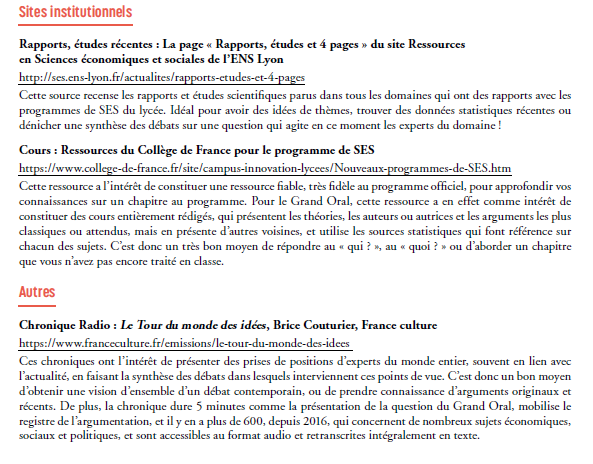 Sites institutionnels
Rapports, études récentes : La page « Rapports, études et 4 pages » du site Ressources
en Sciences économiques et sociales de l'ENS Lyon
http://ses.ens-lyon.fr/actualites/rapports-etudes-et-4-pages
Cette source recense les rapports et études scientifiques parus dans tous les domaines qui ont des rapports avec les
programmes de SES du lycée. Idéal pour avoir des idées de thèmes, trouver des données statistiques récentes ou
dénicher une synthèse des débats sur une question qui agite en ce moment les experts du domaine !
Cours : Ressources du Collège de France pour le programme de SES
https://www.college-de-france.fr/site/campus-innovation-lycees/Nouveaux-programmes-de-SES.htm
Cette ressource a l'intérêt de constituer une ressource fiable, très fidèle au programme officiel, pour approfondir vos
connaissances sur un chapitre au programme. Pour le Grand Oral, cette ressource a en effet comme intérêt de
constituer des cours entièrement rédigés, qui présentent les théories, les auteurs ou autrices et les arguments les plus
classiques ou attendus, mais en présente d'autres voisines, et utilise les sources statistiques qui font référence sur
chacun des sujets. C'est donc un très bon moyen de répondre au « qui ? », au « quoi ? » ou d'aborder un chapitre
que vous n'avez pas encore traité en classe.
Autres
Chronique Radio : Le Tour du monde des idées, Brice Couturier, France culture
https://www.franceculture.fr/emissions/le-tour-du-monde-des-idees
Ces chroniques ont l'intérêt de présenter des prises de positions d'experts du monde entier, souvent en lien avec
l'actualité, en faisant la synthèse des débats dans lesquels interviennent ces points de vue. C'est donc un bon moyen
d'obtenir une vision d'ensemble d'un débat contemporain, ou de prendre connaissance d'arguments originaux et
récents. De plus, la chronique dure 5 minutes comme la présentation de la question du Grand Oral, mobilise le
registre de l'argumentation, et il y en a plus de 600, depuis 2016, qui concernent de nombreux sujets économiques,
sociaux et politiques, et sont accessibles au format audio et retranscrites intégralement en texte.